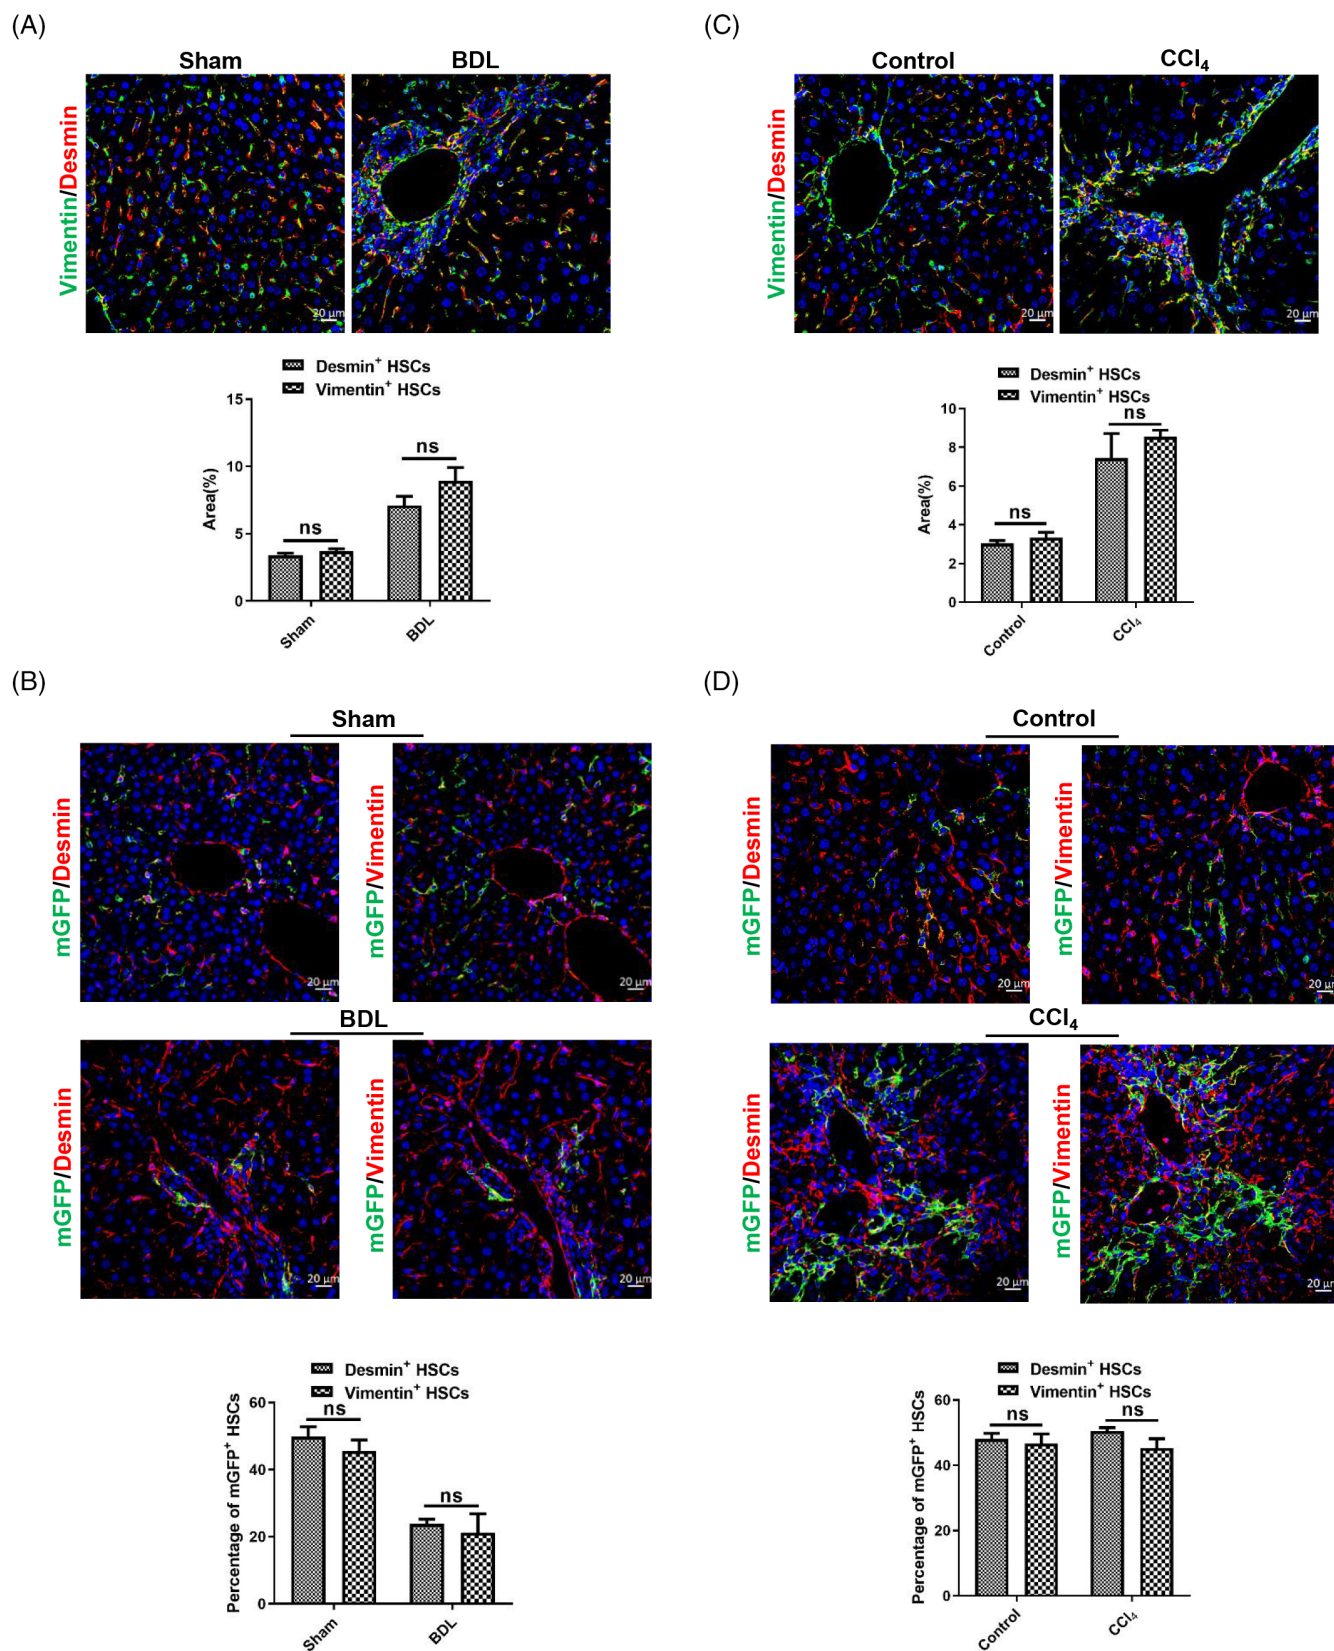 (A)
Sham
BDL
Vimentin/Desmin
20 µm
20 µm
Desmin+ HSCs
Vimentin+ HSCs
15
10
5
0
Area(%)
ns
ns
Sham
BDL
(C)
Control
CCl4
Vimentin/Desmin
20 µm
20 µm
Desmin+ HSCs
Vimentin+ HSCs
10
8
6
4
2
0
Area(%)
ns
ns
Control
CCl4
(B)
Sham
mGFP/Desmin
20 µm
mGFP/Vimentin
20 µm
BDL
mGFP/Desmin
20 µm
mGFP/Vimentin
20 µm
Desmin+ HSCs
Vimentin+ HSCs
60
40
20
0
Percentage of mGFP+ HSCs
ns
ns
Sham
BDL
(D)
Control
mGFP/Desmin
20 µm
mGFP/Vimentin
20 µm
CCl4
mGFP/Desmin
20 µm
mGFP/Vimentin
20 µm
Desmin+ HSCs
Vimentin+ HSCs
60
40
20
0
Percentage of mGFP+ HSCs
ns
ns
Control
CCl4